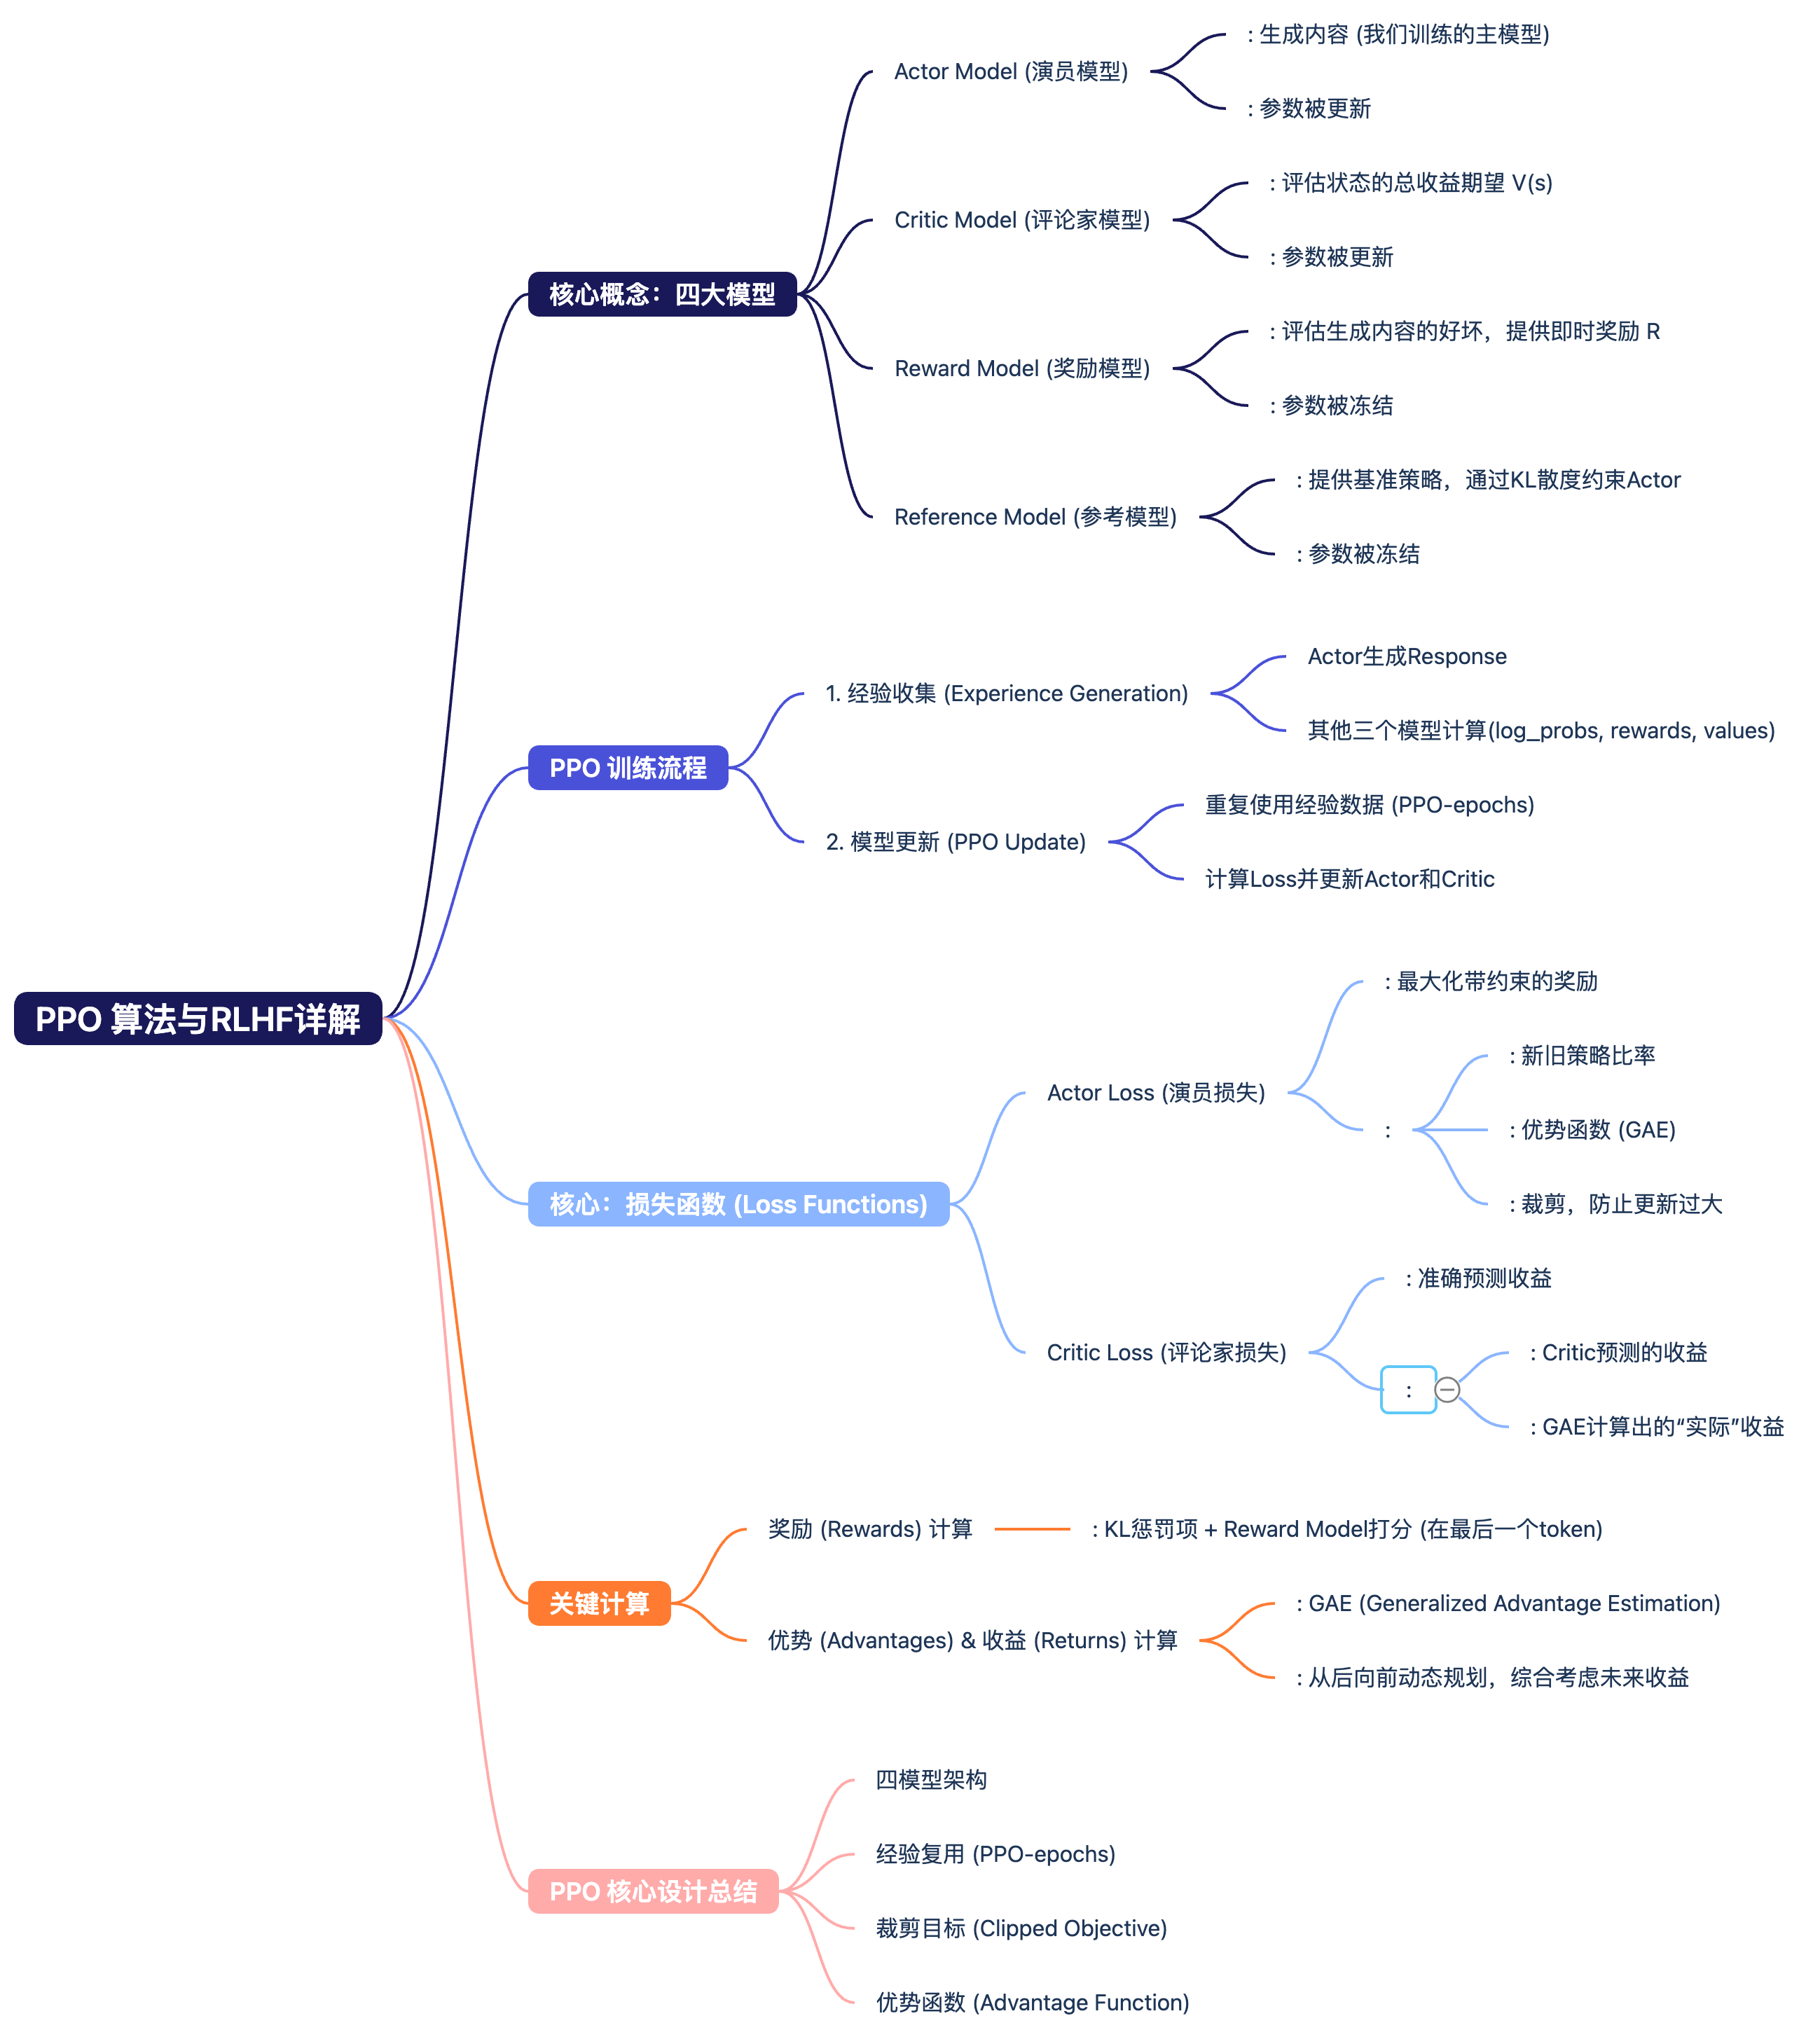 PPO 算法与RLHF详解
核心概念：四大模型
Actor Model (演员模型)
: 生成内容 (我们训练的主模型)
: 参数被更新
Critic Model (评论家模型)
: 评估状态的总收益期望 V(s)
: 参数被更新
Reward Model (奖励模型)
: 评估生成内容的好坏，提供即时奖励 R
: 参数被冻结
Reference Model (参考模型)
: 提供基准策略，通过KL散度约束Actor
: 参数被冻结
PPO 训练流程
1. 经验收集 (Experience Generation)
Actor生成Response
其他三个模型计算(log_probs, rewards, values)
2. 模型更新 (PPO Update)
重复使用经验数据 (PPO-epochs)
计算Loss并更新Actor和Critic
核心：损失函数 (Loss Functions)
Actor Loss (演员损失)
: 最大化带约束的奖励
:
: 新旧策略比率
: 优势函数 (GAE)
: 裁剪，防止更新过大
Critic Loss (评论家损失)
: 准确预测收益
:
: Critic预测的收益
: GAE计算出的“实际”收益
关键计算
奖励 (Rewards) 计算
: KL惩罚项 + Reward Model打分 (在最后一个token)
优势 (Advantages) & 收益 (Returns) 计算
: GAE (Generalized Advantage Estimation)
: 从后向前动态规划，综合考虑未来收益
PPO 核心设计总结
四模型架构
经验复用 (PPO-epochs)
裁剪目标 (Clipped Objective)
优势函数 (Advantage Function)